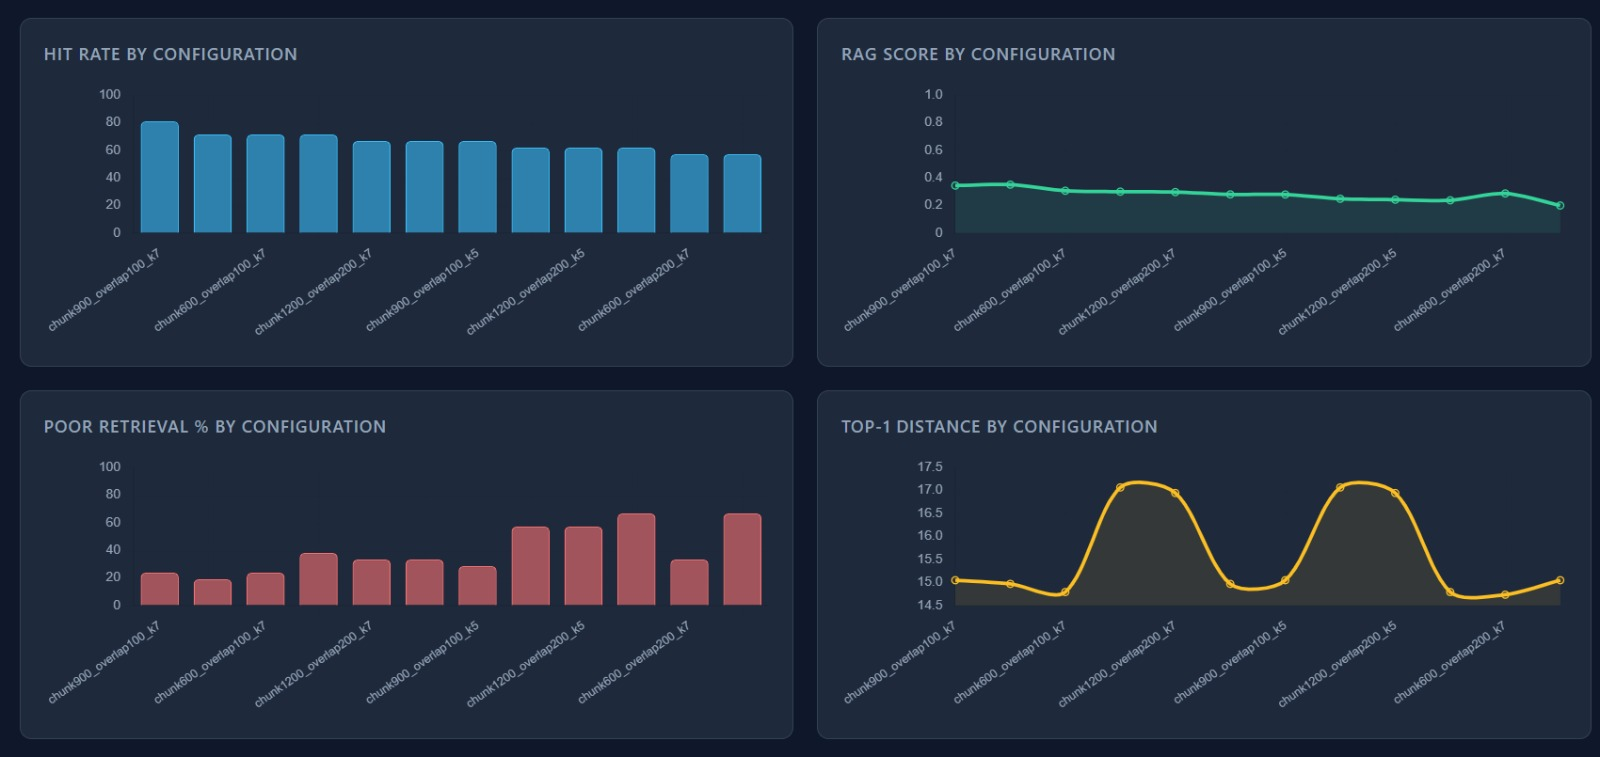 HIT RATE BY CONFIGURATION
100
80
60
40
20
0
chunk900_overlap100_k7
chunk600_overlap100_k7
chunk1200_overlap200_k7
chunk900_overlap100_k5
chunk1200_overlap200_k5
chunk600_overlap200_k7
RAG SCORE BY CONFIGURATION
1.0
0.8
0.6
0.4
0.2
0
chunk900_overlap100_k7
chunk600_overlap100_k7
chunk1200_overlap200_k7
chunk900_overlap100_k5
chunk1200_overlap200_k5
chunk600_overlap200_k7
POOR RETRIEVAL % BY CONFIGURATION
100
80
60
40
20
0
chunk900_overlap100_k7
chunk600_overlap100_k7
chunk1200_overlap200_k7
chunk900_overlap100_k5
chunk1200_overlap200_k5
chunk600_overlap200_k7
TOP-1 DISTANCE BY CONFIGURATION
17.5
17.0
16.5
16.0
15.5
15.0
14.5
chunk900_overlap100_k7
chunk600_overlap100_k7
chunk1200_overlap200_k7
chunk900_overlap100_k5
chunk1200_overlap200_k5
chunk600_overlap200_k7